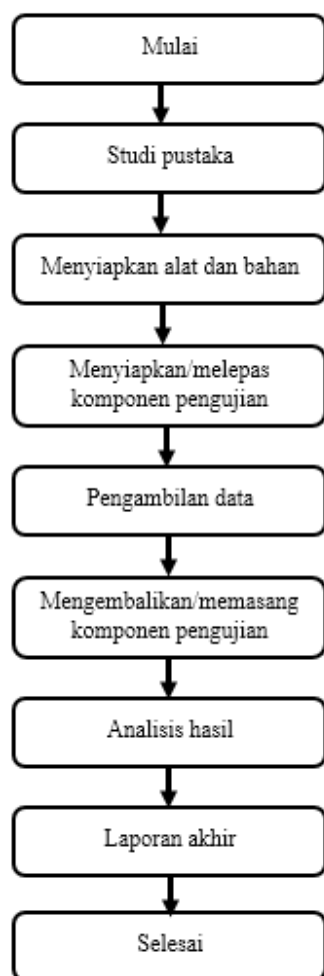 Mulai
Studi pustaka
Menyiapkan alat dan bahan
Menyiapkan/melepas
komponen pengujian
Pengambilan data
Mengembalikan/memasang
komponen pengujian
Analisis hasil
Laporan akhir
Selesai